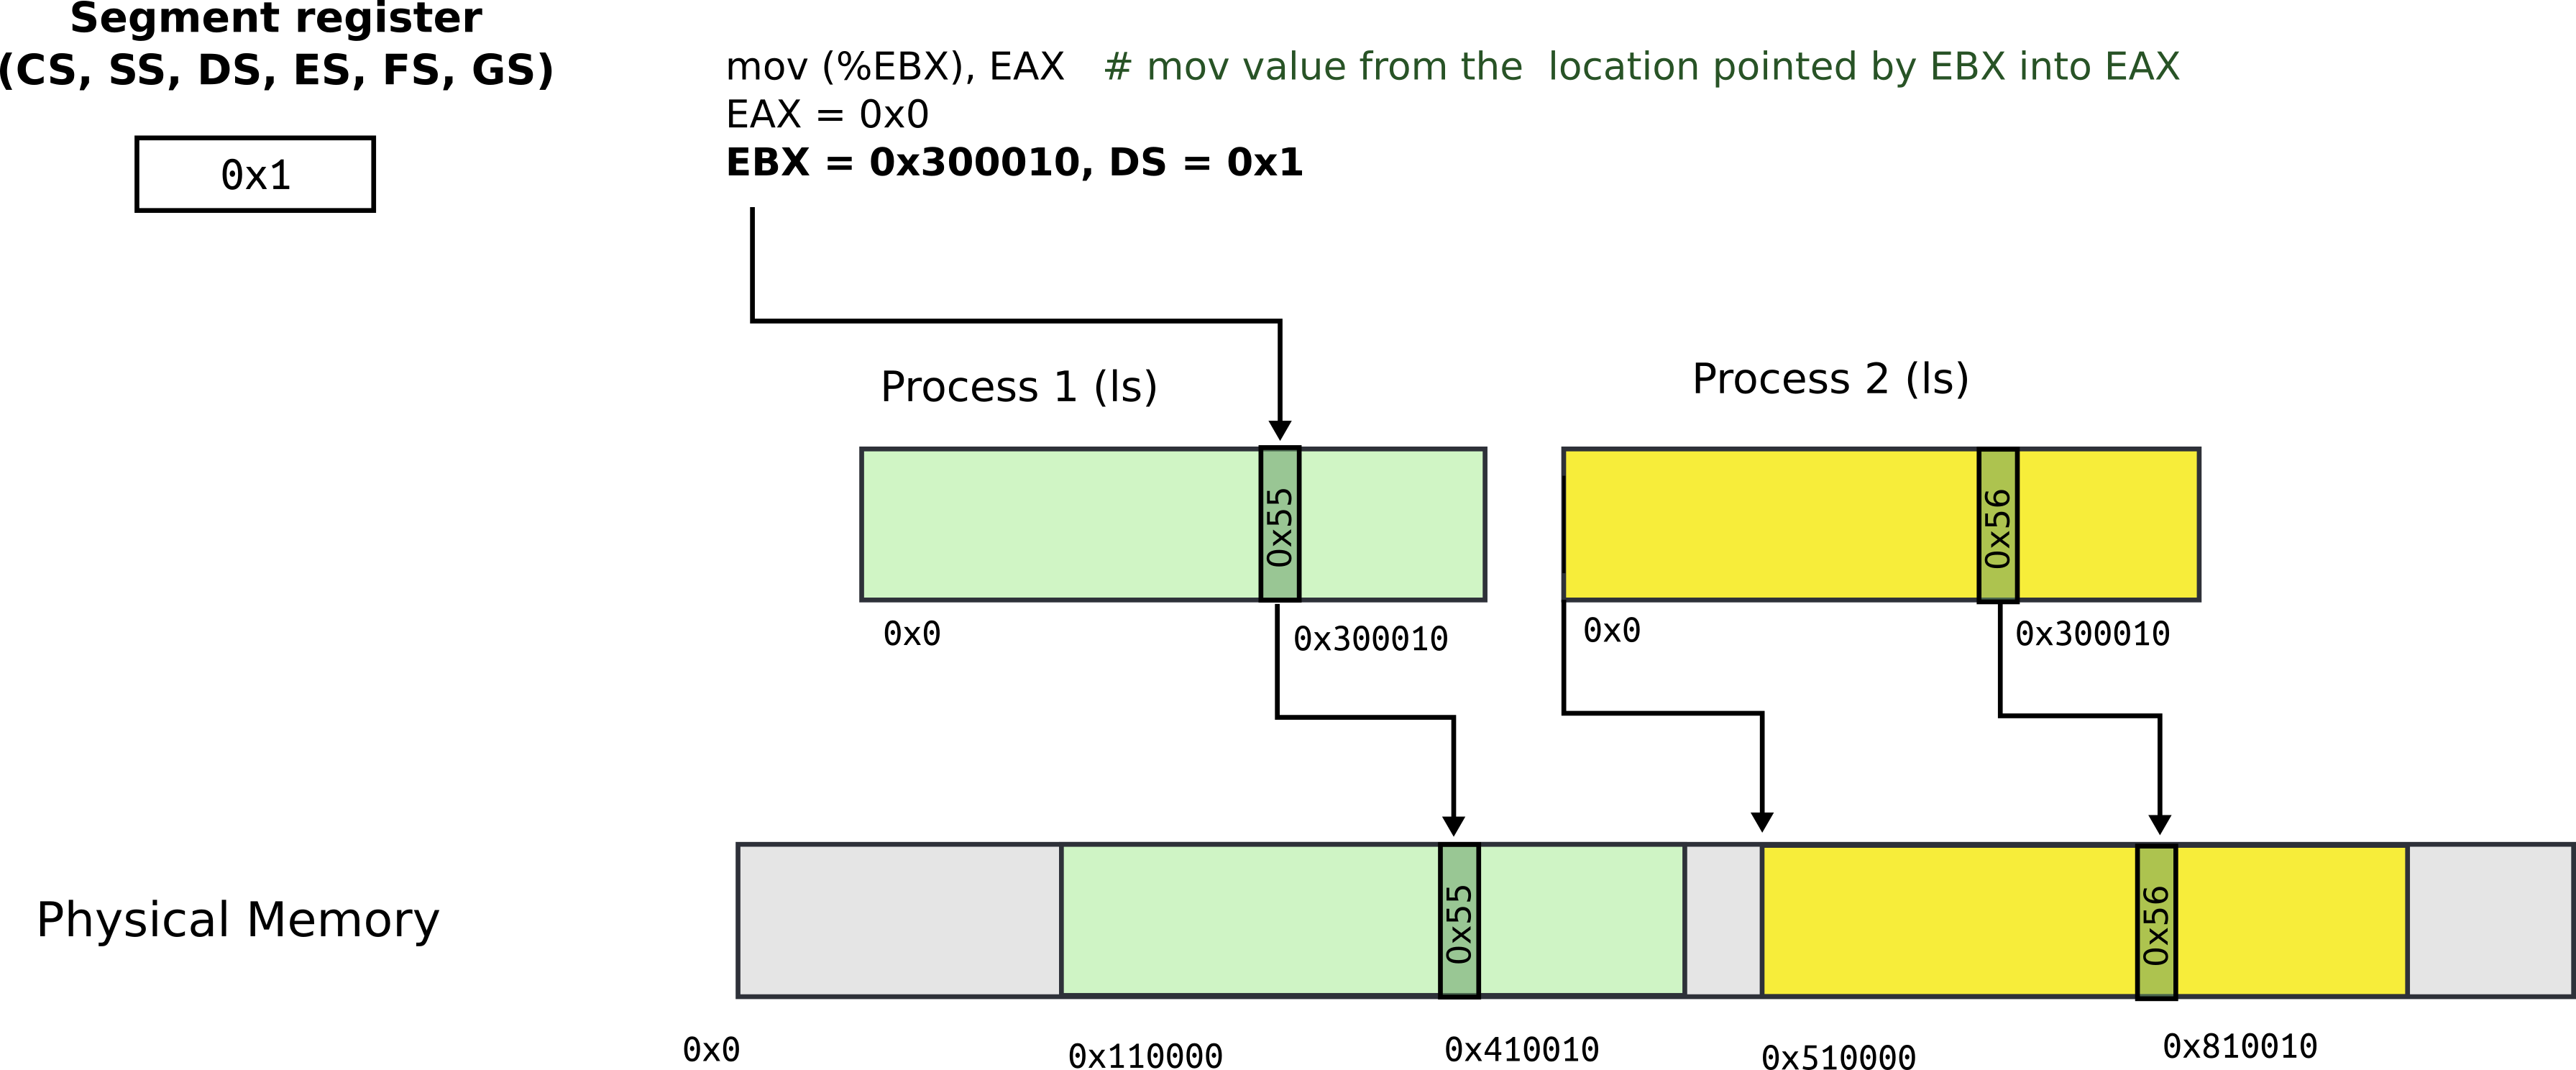 Segment register
(CS, SS, DS, ES, FS, GS)
0x1
mov (%EBX), EAX # mov value from the location pointed by EBX into EAX
EAX = 0x0
EBX = 0x300010, DS = 0x1
Process 1 (ls)
Process 2 (ls)
0x55
0x56
0x0
0x300010
0x0
0x300010
Physical Memory
0x55
0x56
0x0
0x110000
0x410010
0x510000
0x810010